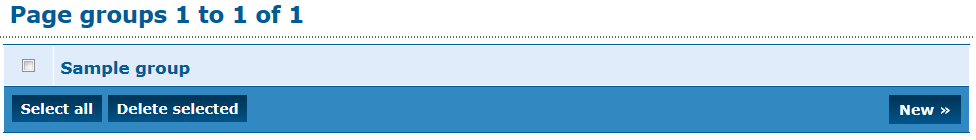 Page groups 1 to 1 of 1
Sample group
Select all Delete selected New »